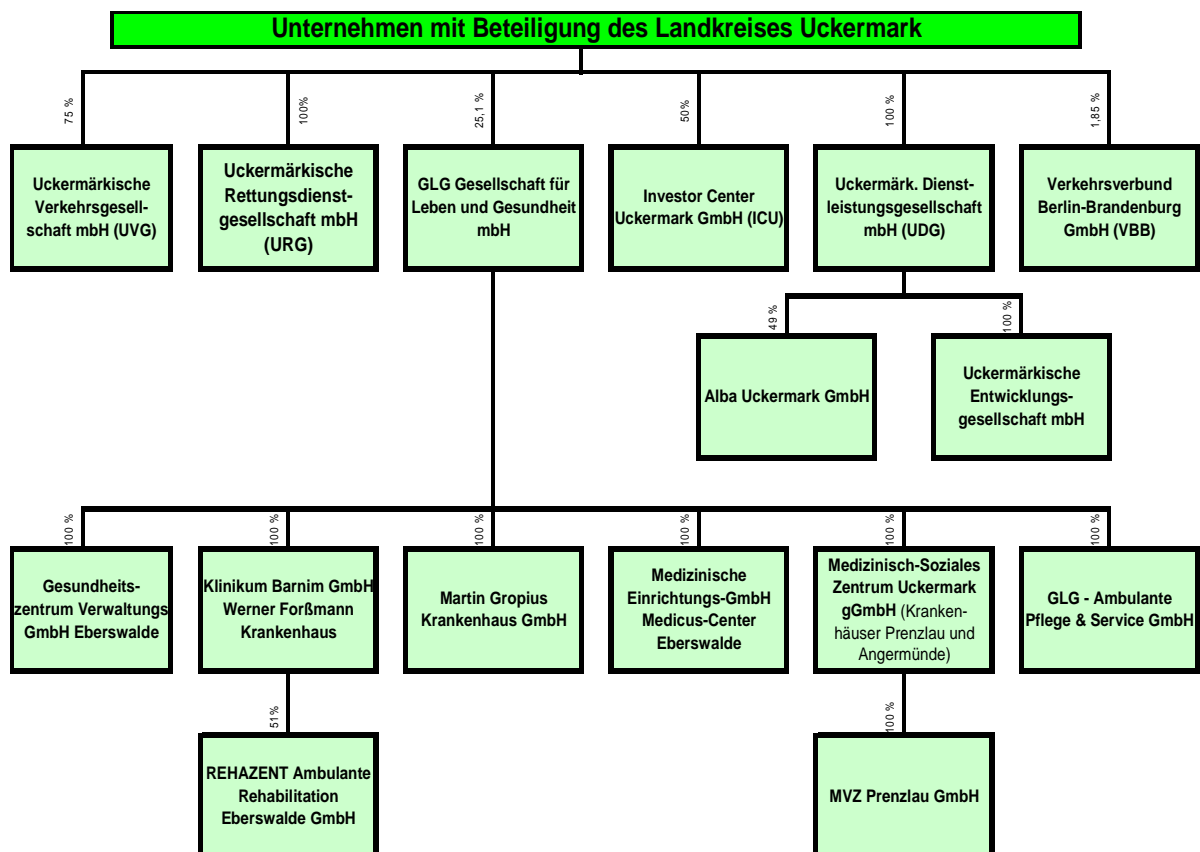 Unternehmen mit Beteiligung des Landkreises Uckermark
75 %
100%
25,1 %
50%
100 %
1,85 %
Uckermärkische
Verkehrsgesell-
schaft mbH (UVG)
Uckermärkische
Rettungsdienst-
gesellschaft mbH
(URG)
GLG Gesellschaft für
Leben und Gesundheit
mbH
Investor Center
Uckermark GmbH (ICU)
Uckermärk. Dienst-
leistungsgesellschaft
mbH (UDG)
Verkehrsverbund
Berlin-Brandenburg
GmbH (VBB)
49 %
100 %
Alba Uckermark GmbH
Uckermärkische
Entwicklungs-
gesellschaft mbH
100 %
100 %
100 %
100 %
100 %
100 %
Gesundheits-
zentrum Verwaltungs
GmbH Eberswalde
Klinikum Barnim GmbH
Werner Forßmann
Krankenhaus
Martin Gropius
Krankenhaus GmbH
Medizinische
Einrichtungs-GmbH
Medicus-Center
Eberswalde
Medizinisch-Soziales
Zentrum Uckermark
gGmbH (Kranken-
häuser Prenzlau und
Angermünde)
GLG - Ambulante
Pflege & Service GmbH
51%
100 %
REHAZENT Ambulante
Rehabilitation
Eberswalde GmbH
MVZ Prenzlau GmbH